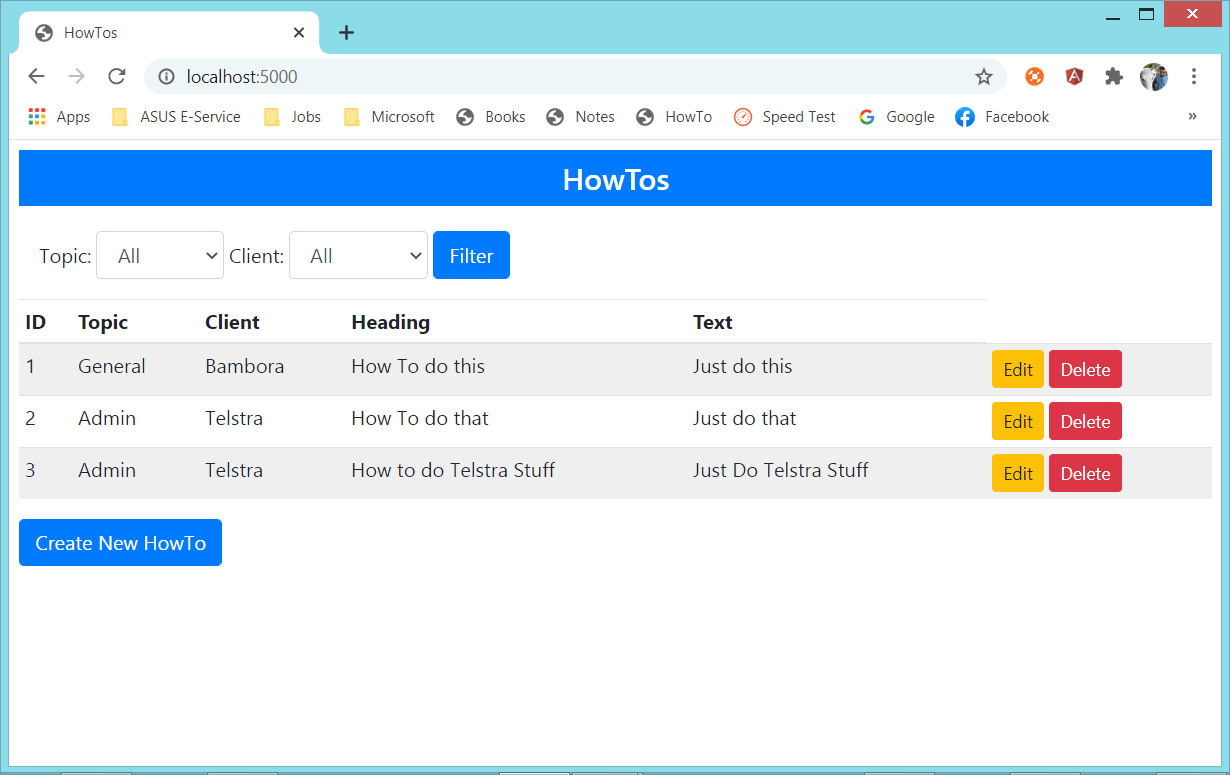 HowTos
localhost:5000
Apps ASUS E-Service Jobs Microsoft Books Notes HowTo Speed Test Google Facebook »
HowTos
Topic: All Client: All Filter
ID Topic Client Heading Text
1 General Bambora How To do this Just do this Edit Delete
2 Admin Telstra How To do that Just do that Edit Delete
3 Admin Telstra How to do Telstra Stuff Just Do Telstra Stuff Edit Delete
Create New HowTo